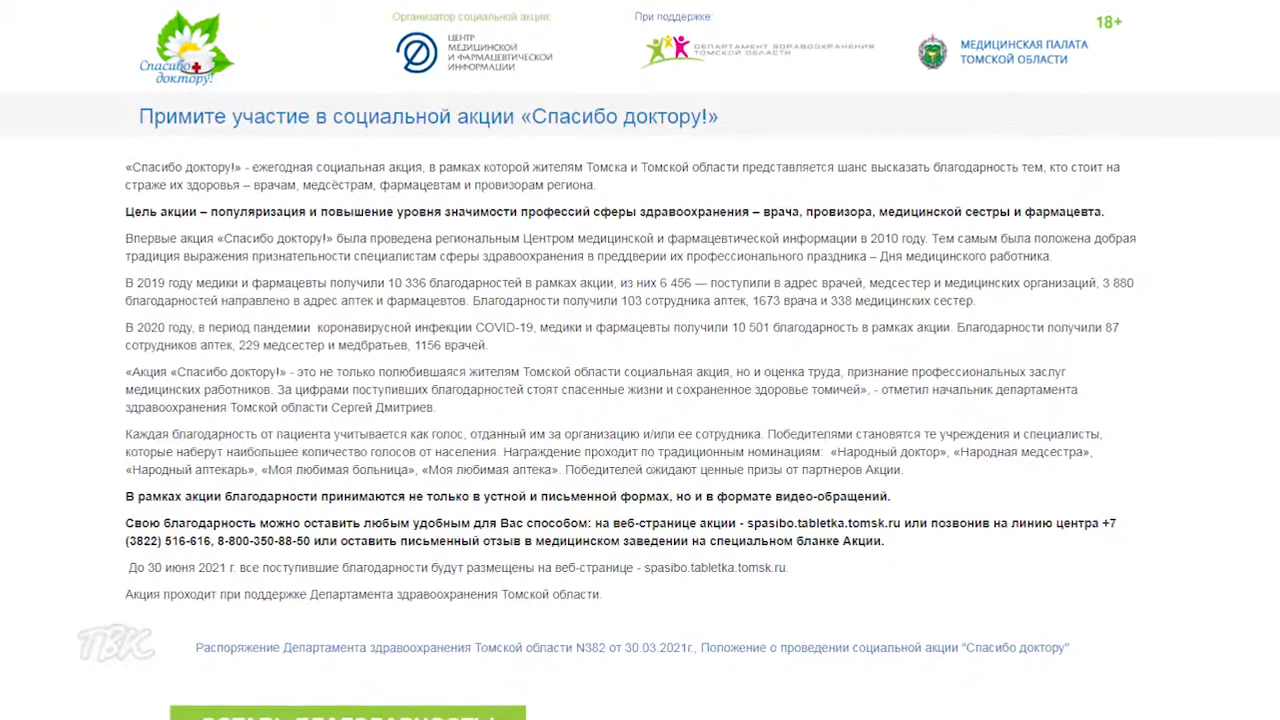 Спасибо
доктору!
Организатор социальной акции:
ЦЕНТР
МЕДИЦИНСКОЙ
И ФАРМАЦЕВТИЧЕСКОЙ
ИНФОРМАЦИИ
При поддержке:
ДЕПАРТАМЕНТ ЗДРАВООХРАНЕНИЯ
ТОМСКОЙ ОБЛАСТИ
МЕДИЦИНСКАЯ ПАЛАТА
ТОМСКОЙ ОБЛАСТИ
18+
Примите участие в социальной акции «Спасибо доктору!»
«Спасибо доктору!» - ежегодная социальная акция, в рамках которой жителям Томска и Томской области представляется шанс высказать благодарность тем, кто стоит на
страже их здоровья – врачам, медсёстрам, фармацевтам и провизорам региона.
Цель акции – популяризация и повышение уровня значимости профессий сферы здравоохранения – врача, провизора, медицинской сестры и фармацевта.
Впервые акция «Спасибо доктору!» была проведена региональным Центром медицинской и фармацевтической информации в 2010 году. Тем самым была положена добрая
традиция выражения признательности специалистам сферы здравоохранения в преддверии их профессионального праздника – Дня медицинского работника.
В 2019 году медики и фармацевты получили 10 336 благодарностей в рамках акции, из них 6 456 — поступили в адрес врачей, медсестер и медицинских организаций, 3 880
благодарностей направлено в адрес аптек и фармацевтов. Благодарности получили 103 сотрудника аптек, 1673 врача и 338 медицинских сестер.
В 2020 году, в период пандемии коронавирусной инфекции COVID-19, медики и фармацевты получили 10 501 благодарность в рамках акции. Благодарности получили 87
сотрудников аптек, 229 медсестер и медбратьев, 1156 врачей.
«Акция «Спасибо доктору!» - это не только полюбившаяся жителям Томской области социальная акция, но и оценка труда, признание профессиональных заслуг
медицинских работников. За цифрами поступивших благодарностей стоят спасенные жизни и сохраненное здоровье томичей», - отметил начальник департамента
здравоохранения Томской области Сергей Дмитриев.
Каждая благодарность от пациента учитывается как голос, отданный им за организацию и/или ее сотрудника. Победителями становятся те учреждения и специалисты,
которые наберут наибольшее количество голосов от населения. Награждение проходит по традиционным номинациям: «Народный доктор», «Народная медсестра»,
«Народный аптекарь», «Моя любимая больница», «Моя любимая аптека». Победителей ожидают ценные призы от партнеров Акции.
В рамках акции благодарности принимаются не только в устной и письменной формах, но и в формате видео-обращений.
Свою благодарность можно оставить любым удобным для Вас способом: на веб-странице акции - spasibo.tabletka.tomsk.ru или позвонив на линию центра +7
(3822) 516-616, 8-800-350-88-50 или оставить письменный отзыв в медицинском заведении на специальном бланке Акции.
До 30 июня 2021 г. все поступившие благодарности будут размещены на веб-странице - spasibo.tabletka.tomsk.ru.
Акция проходит при поддержке Департамента здравоохранения Томской области.
ТВК
Распоряжение Департамента здравоохранения Томской области N382 от 30.03.2021г., Положение о проведении социальной акции "Спасибо доктору"
ОСТАВЬ БЛАГОДАРНОСТЬ!